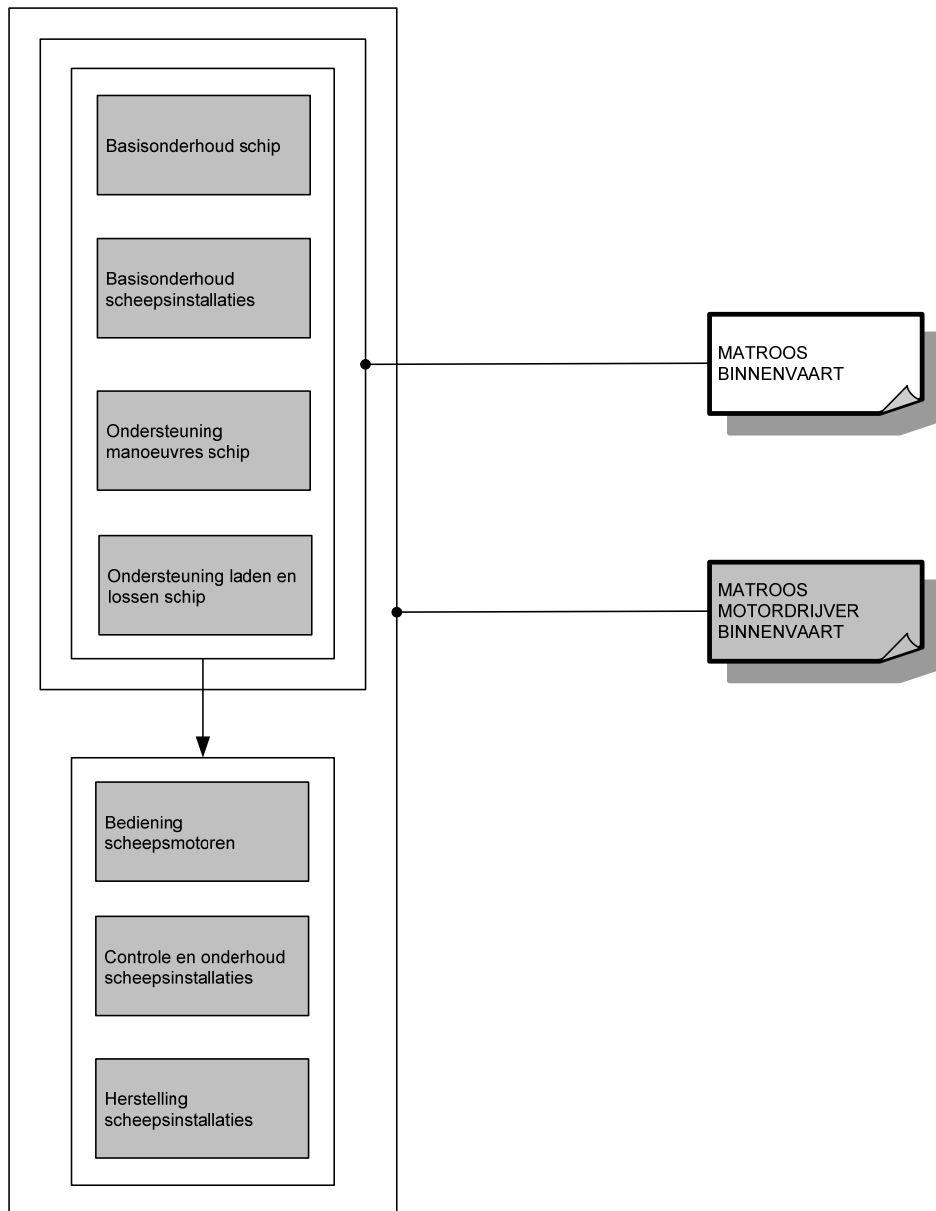 Basisonderhoud schip
Basisonderhoud
scheepsinstallaties
Ondersteuning
manoeuvres schip
Ondersteuning laden en
lossen schip
MATROOS
BINNENVAART
MATROOS
MOTORDRIJVER
BINNENVAART
Bediening
scheepsmotoren
Controle en onderhoud
scheepsinstallaties
Herstelling
scheepsinstallaties